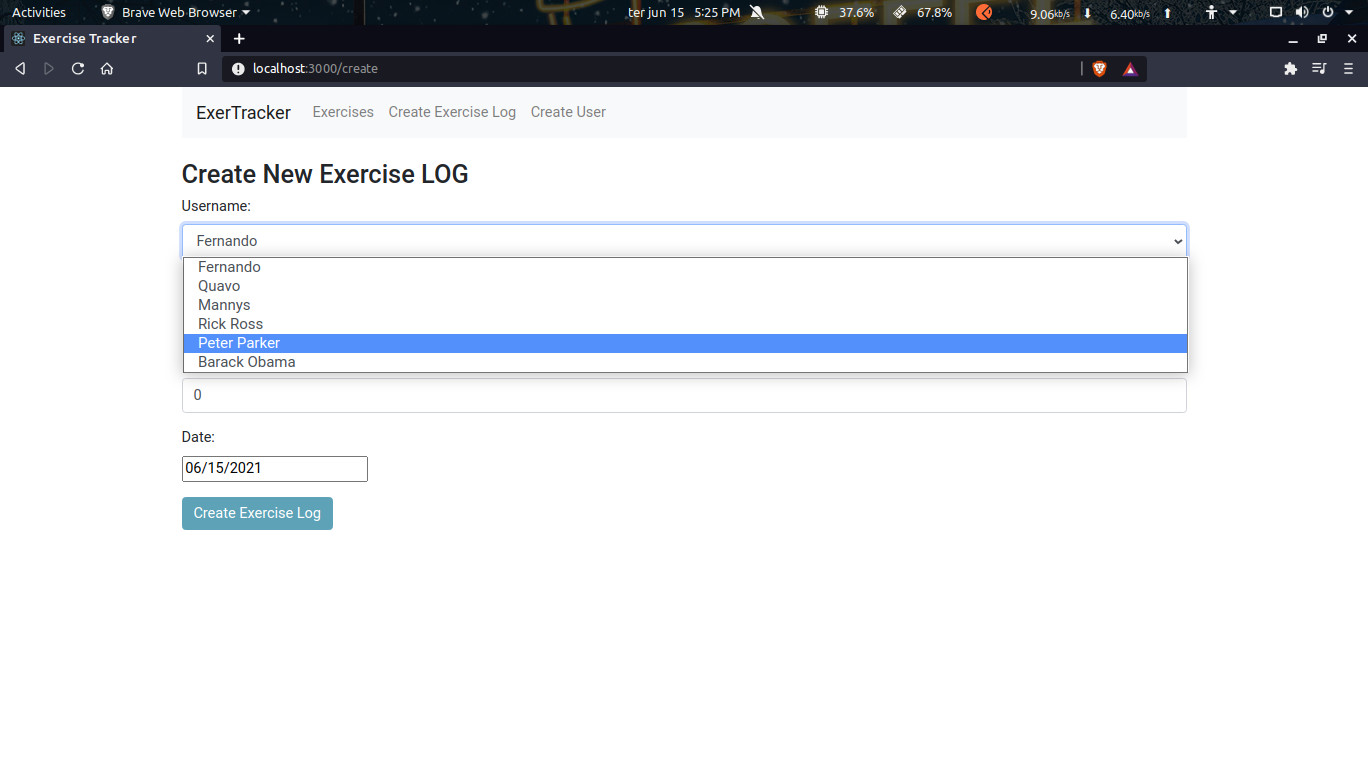 Activities Brave Web Browser ter jun 15 5:25 PM 37.6% 67.8% 9.06kb/s 6.40kb/s
Exercise Tracker
localhost:3000/create
ExerTracker Exercises Create Exercise Log Create User
Create New Exercise LOG
Username:
Fernando
Fernando
Quavo
Mannys
Rick Ross
Peter Parker
Barack Obama
0
Date:
06/15/2021
Create Exercise Log